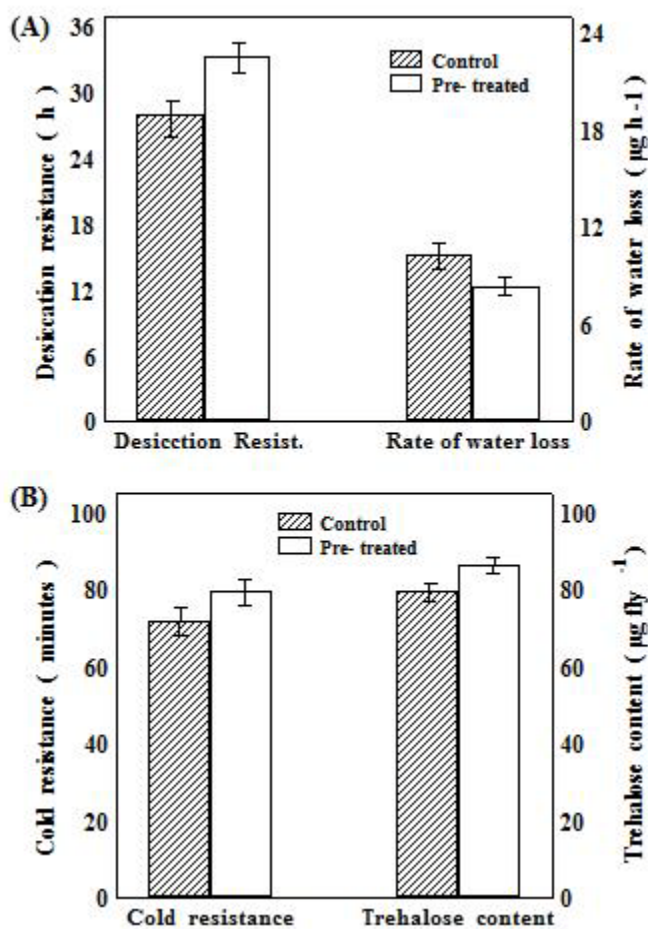 (A)
36
30
24
18
12
6
0
Desiccation resistance ( h )
Control
Pre- treated
24
18
12
6
0
Rate of water loss ( µg h -1 )
Desicction Resist.
Rate of water loss
(B)
100
80
60
40
20
0
Cold resistance ( minutes )
Control
Pre- treated
100
80
60
40
20
0
Trehalose content ( µg fly -1 )
Cold resistance
Trehalose content